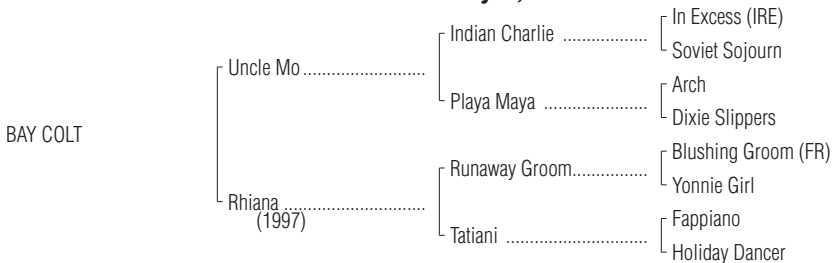 In Excess (IRE)
Indian Charlie ..................
Soviet Sojourn
Uncle Mo ..........................
Arch
Playa Maya ......................
Dixie Slippers
BAY COLT
Blushing Groom (FR)
Runaway Groom................
Yonnie Girl
Rhiana ..............................
(1997)
Fappiano
Tatiani ..............................
Holiday Dancer